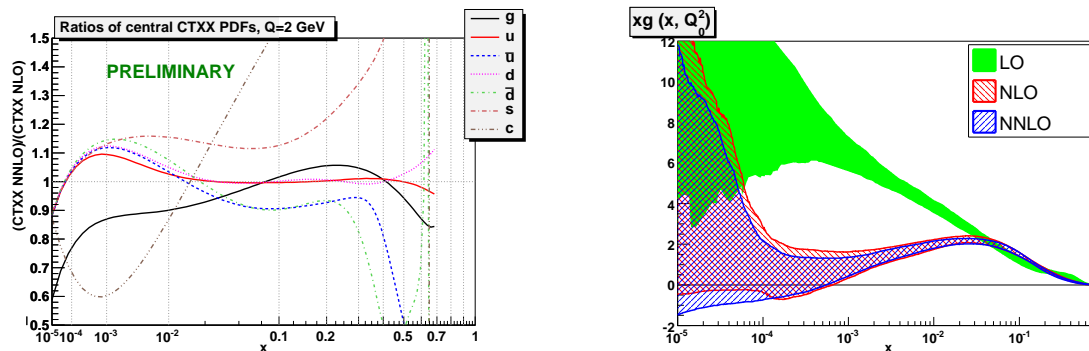 Ratios of central CTXX PDFs, Q=2 GeV
(CTXX NNLO)/(CTXX NLO)
1.5
1.4
1.3
1.2
1.1
1
0.9
0.8
0.7
0.6
0.5
PRELIMINARY
10⁻⁵ 10⁻⁴ 10⁻³ 10⁻² 0.1 0.2 0.5 0.7 1
x
g
u
u̅
d
d̅
s
c
xg (x, Q₀²)
12
10
8
6
4
2
0
-2
LO
NLO
NNLO
10⁻⁵ 10⁻⁴ 10⁻³ 10⁻² 10⁻¹
x